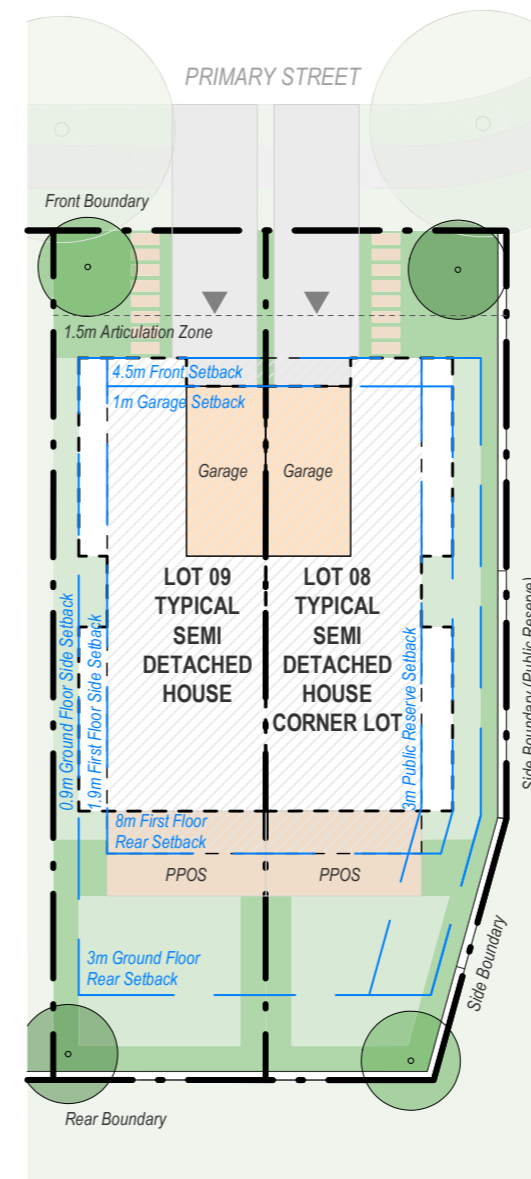 PRIMARY STREET
Front Boundary
1.5m Articulation Zone
4.5m Front Setback
1m Garage Setback
Garage
Garage
LOT 09
TYPICAL
SEMI
DETACHED
HOUSE
LOT 08
TYPICAL
SEMI
DETACHED
HOUSE
CORNER LOT
0.9m Ground Floor Side Setback
1.9m First Floor Side Setback
3m Public Reserve Setback
Side Boundary (Public Reserve)
8m First Floor
Rear Setback
PPOS
PPOS
3m Ground Floor
Rear Setback
Side Boundary
Rear Boundary